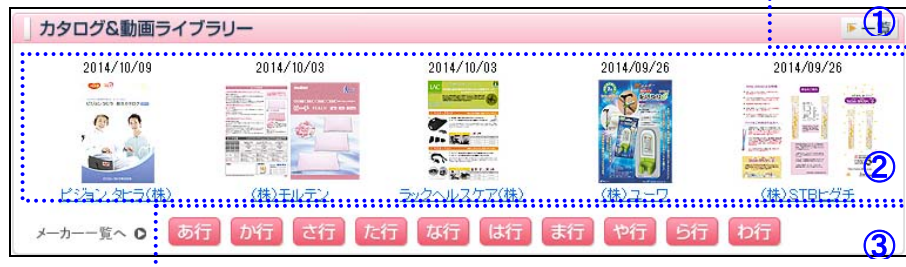 カタログ&動画ライブラリー
一覧
①
2014/10/09 2014/10/03 2014/10/03 2014/09/26 2014/09/26
ピジョン タヒラ(株) (株)モルテン ラックヘルスケア(株) (株)ユーワ (株)STBヒグチ
②
メーカー一覧へ あ行 か行 さ行 た行 な行 は行 ま行 や行 ら行 わ行
③